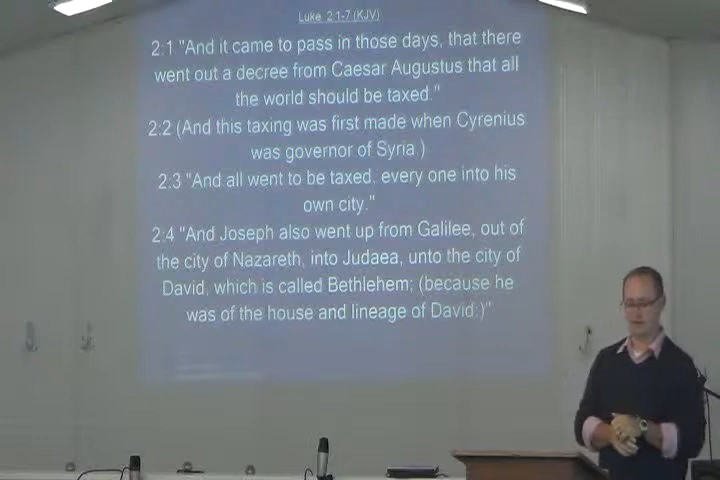 Luke 2:1-7 (KJV)
2:1 "And it came to pass in those days, that there
went out a decree from Caesar Augustus that all
the world should be taxed."
2:2 (And this taxing was first made when Cyrenius
was governor of Syria.)
2:3 "And all went to be taxed, every one into his
own city."
2:4 "And Joseph also went up from Galilee, out of
the city of Nazareth, into Judaea, unto the city of
David, which is called Bethlehem; (because he
was of the house and lineage of David:)"